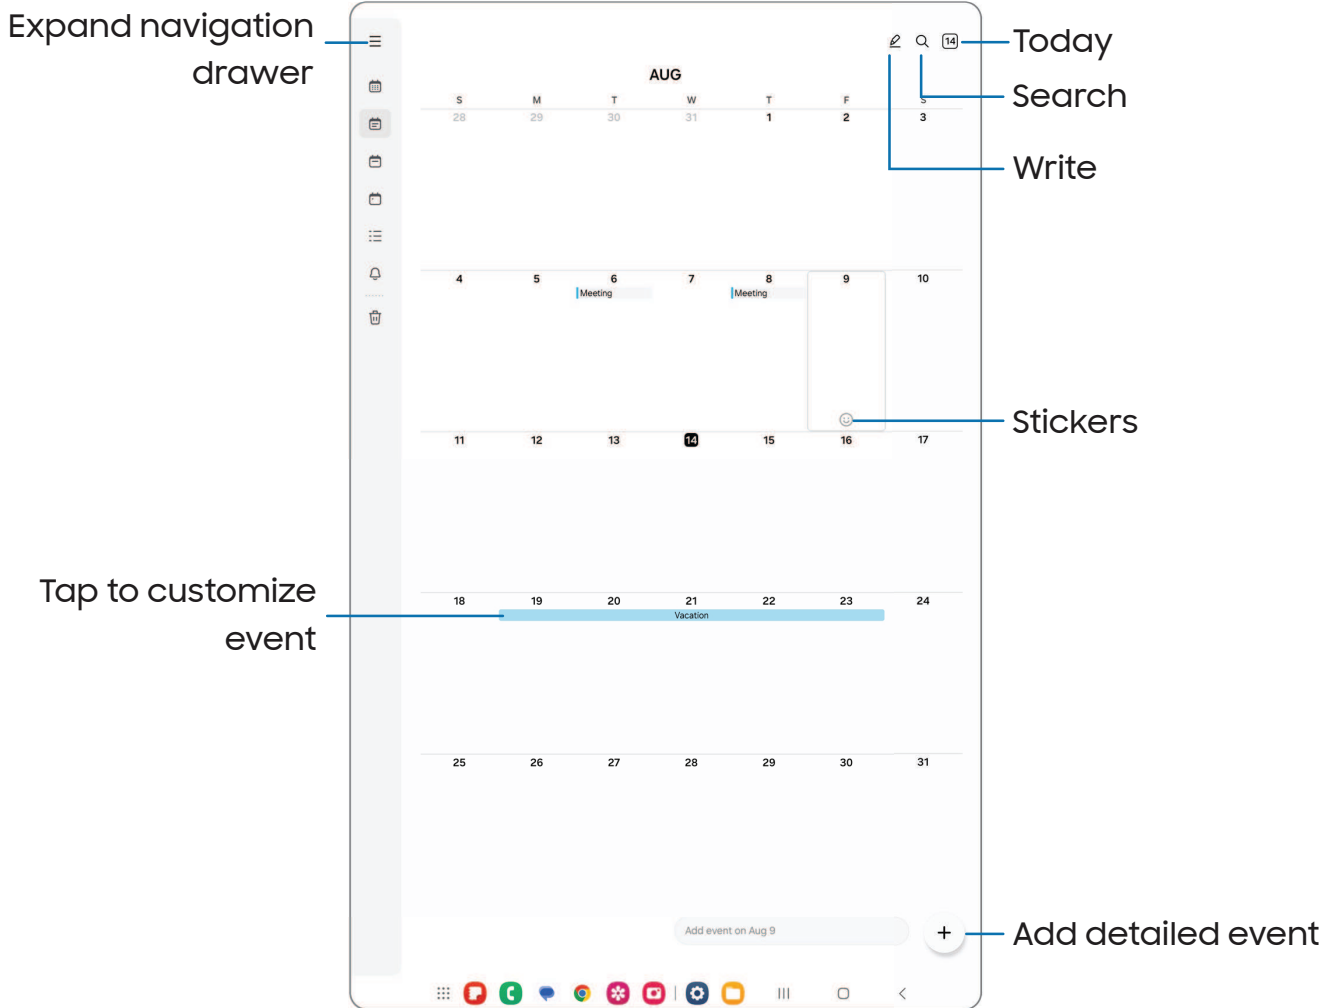 Expand navigation
drawer
14
Today
Search
Write
AUG
S M T W T F S
28 29 30 31 1 2 3
4 5 6 7 8 9 10
Meeting Meeting
Stickers
11 12 13 14 15 16 17
Tap to customize
event
18 19 20 21 22 23 24
Vacation
25 26 27 28 29 30 31
Add event on Aug 9
Add detailed event